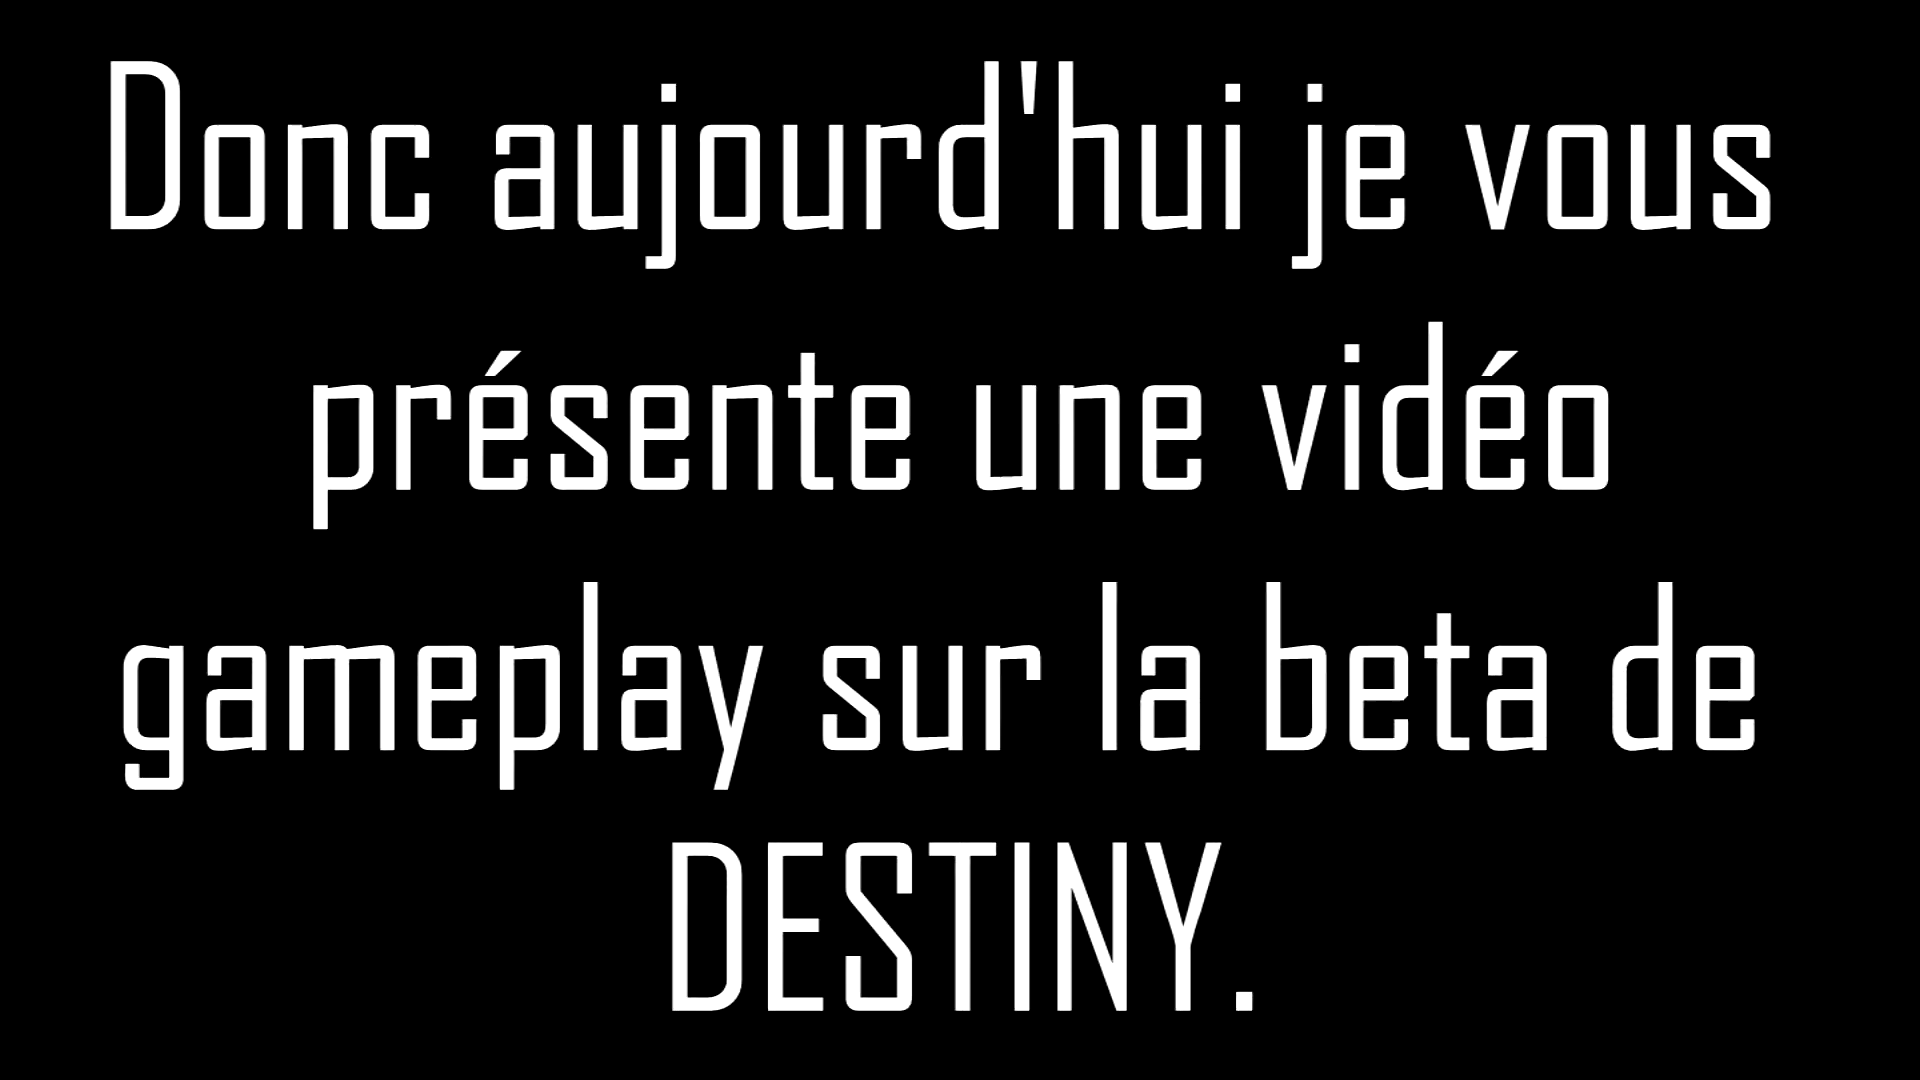 Donc aujourd'hui je vous
présente une vidéo
gameplay sur la beta de
DESTINY.